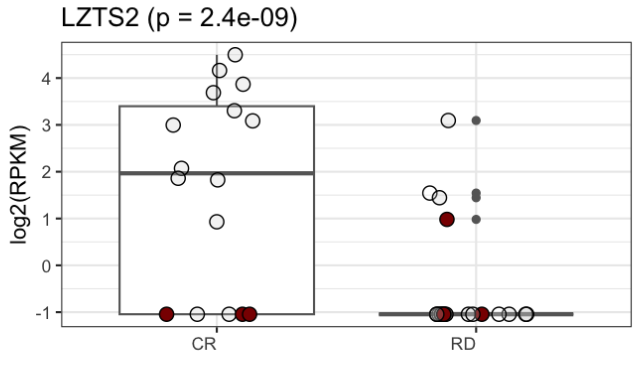 LZTS2 (p = 2.4e-09)
log2(RPKM)
4
3
2
1
0
-1
CR
RD